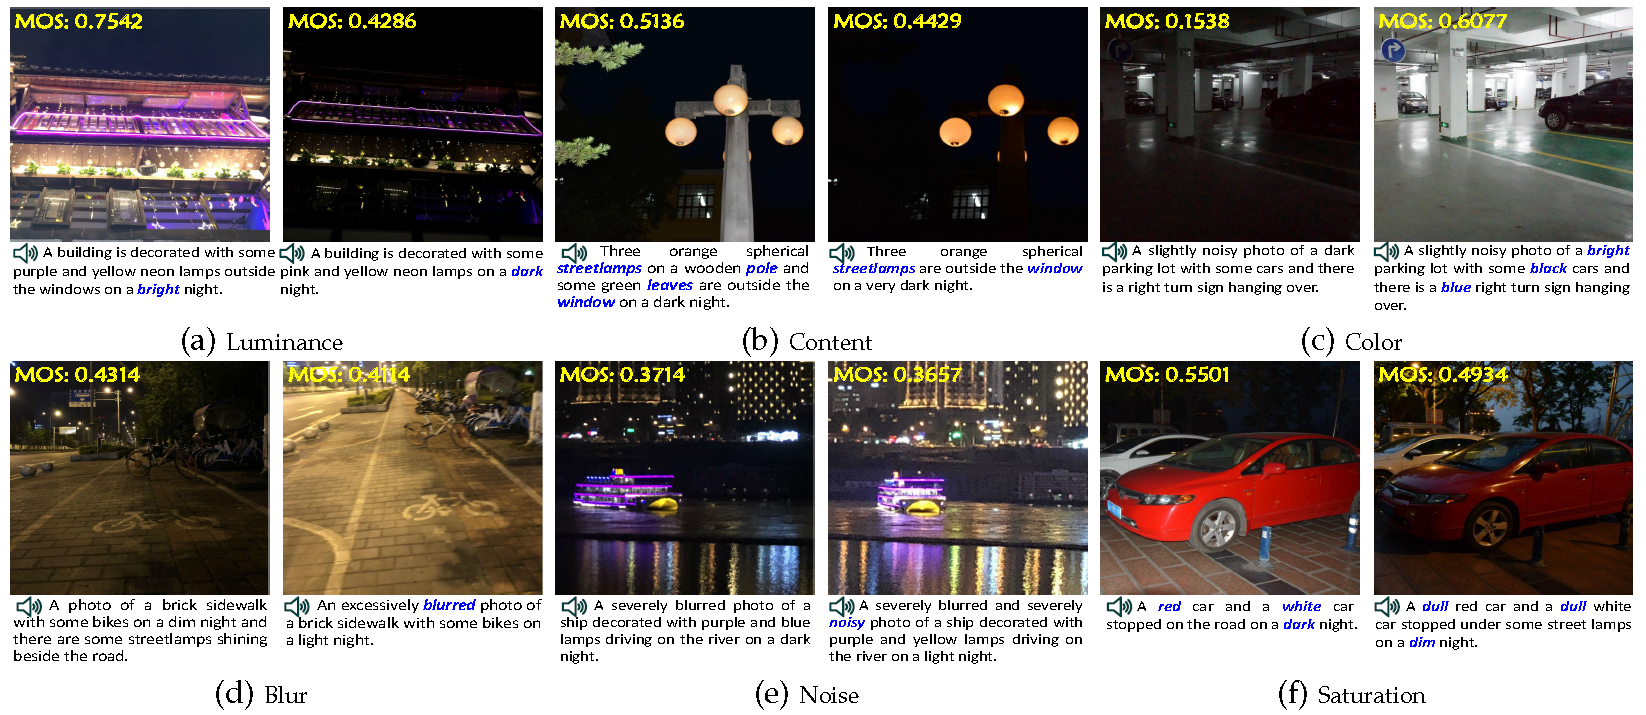 MOS: 0.7542
MOS: 0.4286
MOS: 0.5136
MOS: 0.4429
MOS: 0.1538
MOS: 0.6077
A building is decorated with some
purple and yellow neon lamps outside
the windows on a bright night.
A building is decorated with some
pink and yellow neon lamps on a dark
night.
Three orange spherical
streetlamps on a wooden pole and
some green leaves are outside the
window on a dark night.
Three orange spherical
streetlamps are outside the window
on a very dark night.
A slightly noisy photo of a dark
parking lot with some cars and there
is a right turn sign hanging over.
A slightly noisy photo of a bright
parking lot with some black cars and
there is a blue right turn sign hanging
over.
(a) Luminance
(b) Content
(c) Color
MOS: 0.4314
MOS: 0.4114
MOS: 0.3714
MOS: 0.3657
MOS: 0.5501
MOS: 0.4934
A photo of a brick sidewalk
with some bikes on a dim night and
there are some streetlamps shining
beside the road.
An excessively blurred photo of
a brick sidewalk with some bikes on
a light night.
A severely blurred photo of a
ship decorated with purple and blue
lamps driving on the river on a dark
night.
A severely blurred and severely
noisy photo of a ship decorated with
purple and yellow lamps driving on
the river on a light night.
A red car and a white car
stopped on the road on a dark night.
A dull red car and a dull white
car stopped under some street lamps
on a dim night.
(d) Blur
(e) Noise
(f) Saturation